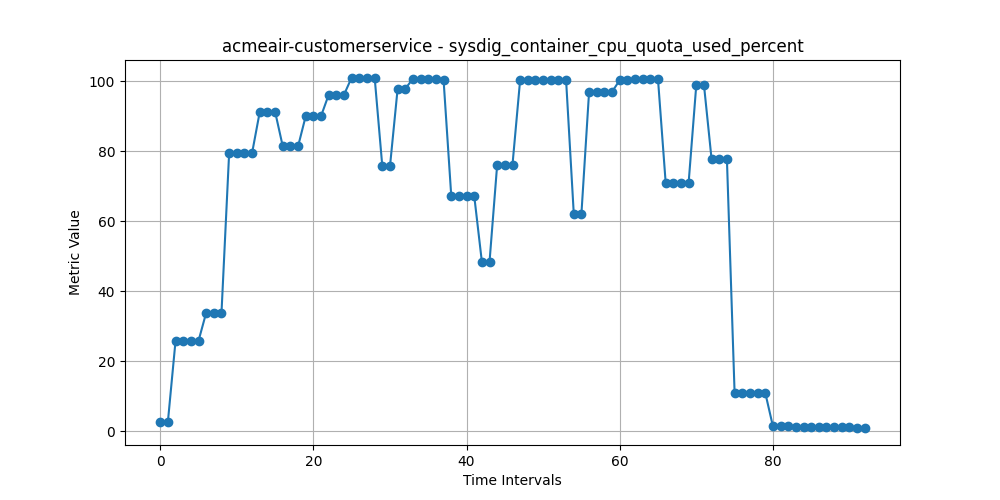 acmeair-customerservice - sysdig_container_cpu_quota_used_percent
100
80
60
40
20
0
Metric Value
0 20 40 60 80
Time Intervals